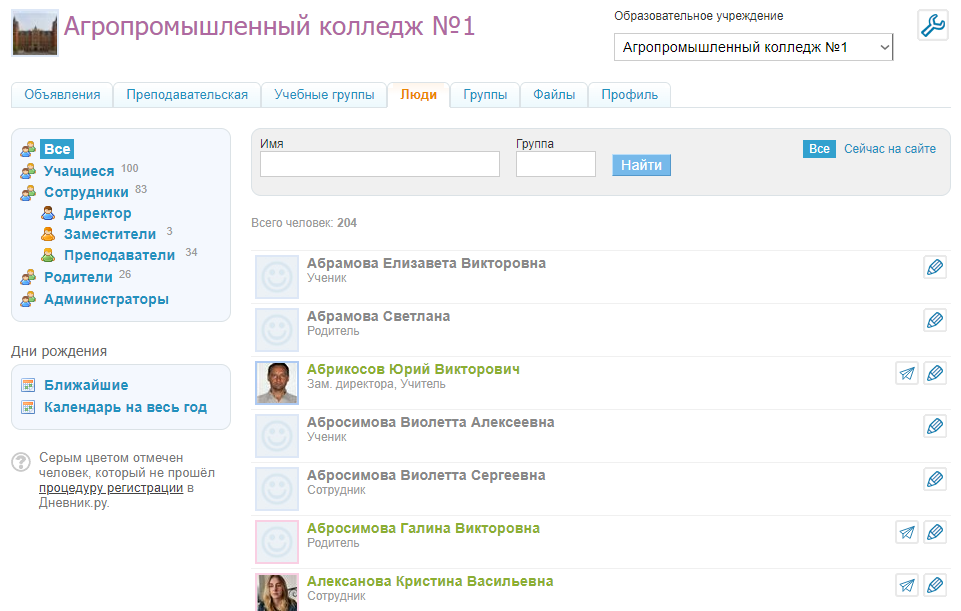 Агропромышленный колледж №1
Образовательное учреждение
Агропромышленный колледж №1
Объявления
Преподавательская
Учебные группы
Люди
Группы
Файлы
Профиль
Все
Учащиеся 100
Сотрудники 83
Директор
Заместители 3
Преподаватели 34
Родители 26
Администраторы
Дни рождения
Ближайшие
Календарь на весь год
Серым цветом отмечен
человек, который не прошёл
процедуру регистрации в
Дневник.ру.
Имя
Группа
Найти
Все
Сейчас на сайте
Всего человек: 204
Абрамова Елизавета Викторовна
Ученик
Абрамова Светлана
Родитель
Абрикосов Юрий Викторович
Зам. директора, Учитель
Абросимова Виолетта Алексеевна
Ученик
Абросимова Виолетта Сергеевна
Сотрудник
Абросимова Галина Викторовна
Родитель
Алексанова Кристина Васильевна
Сотрудник